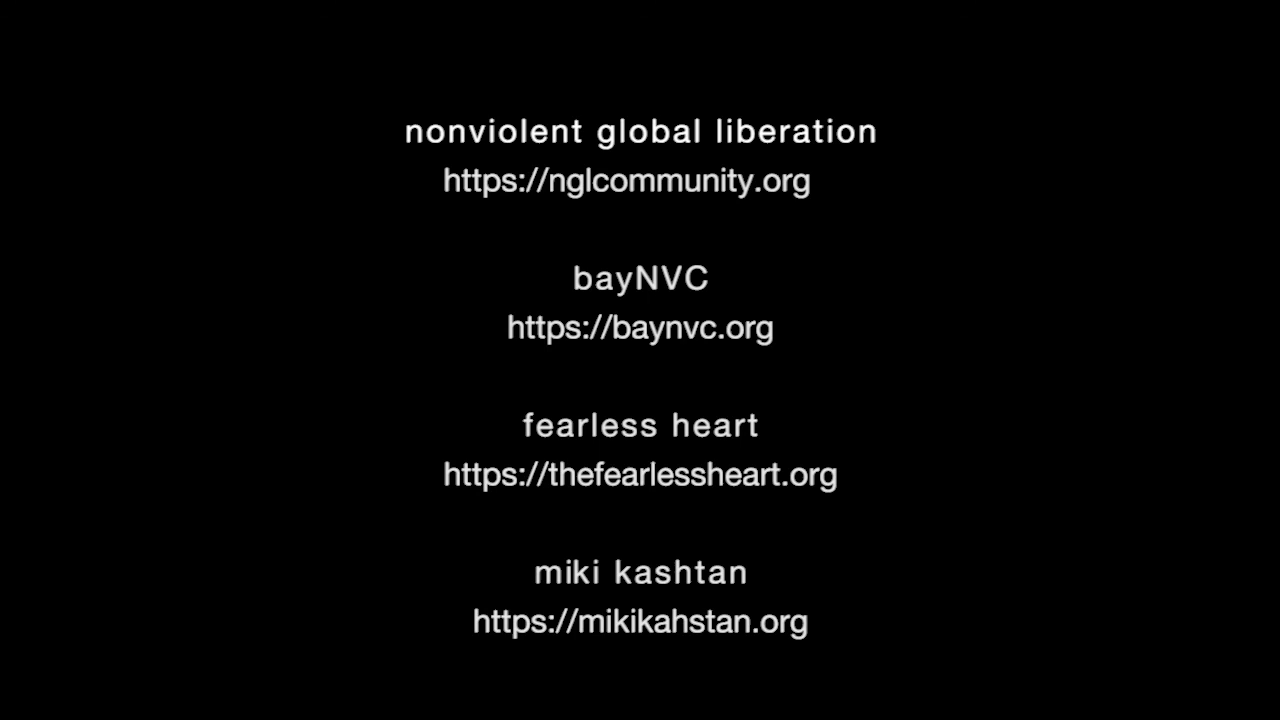 nonviolent global liberation
https://nglcommunity.org
bayNVC
https://baynvc.org
fearless heart
https://thefearlessheart.org
miki kashtan
https://mikikahstan.org